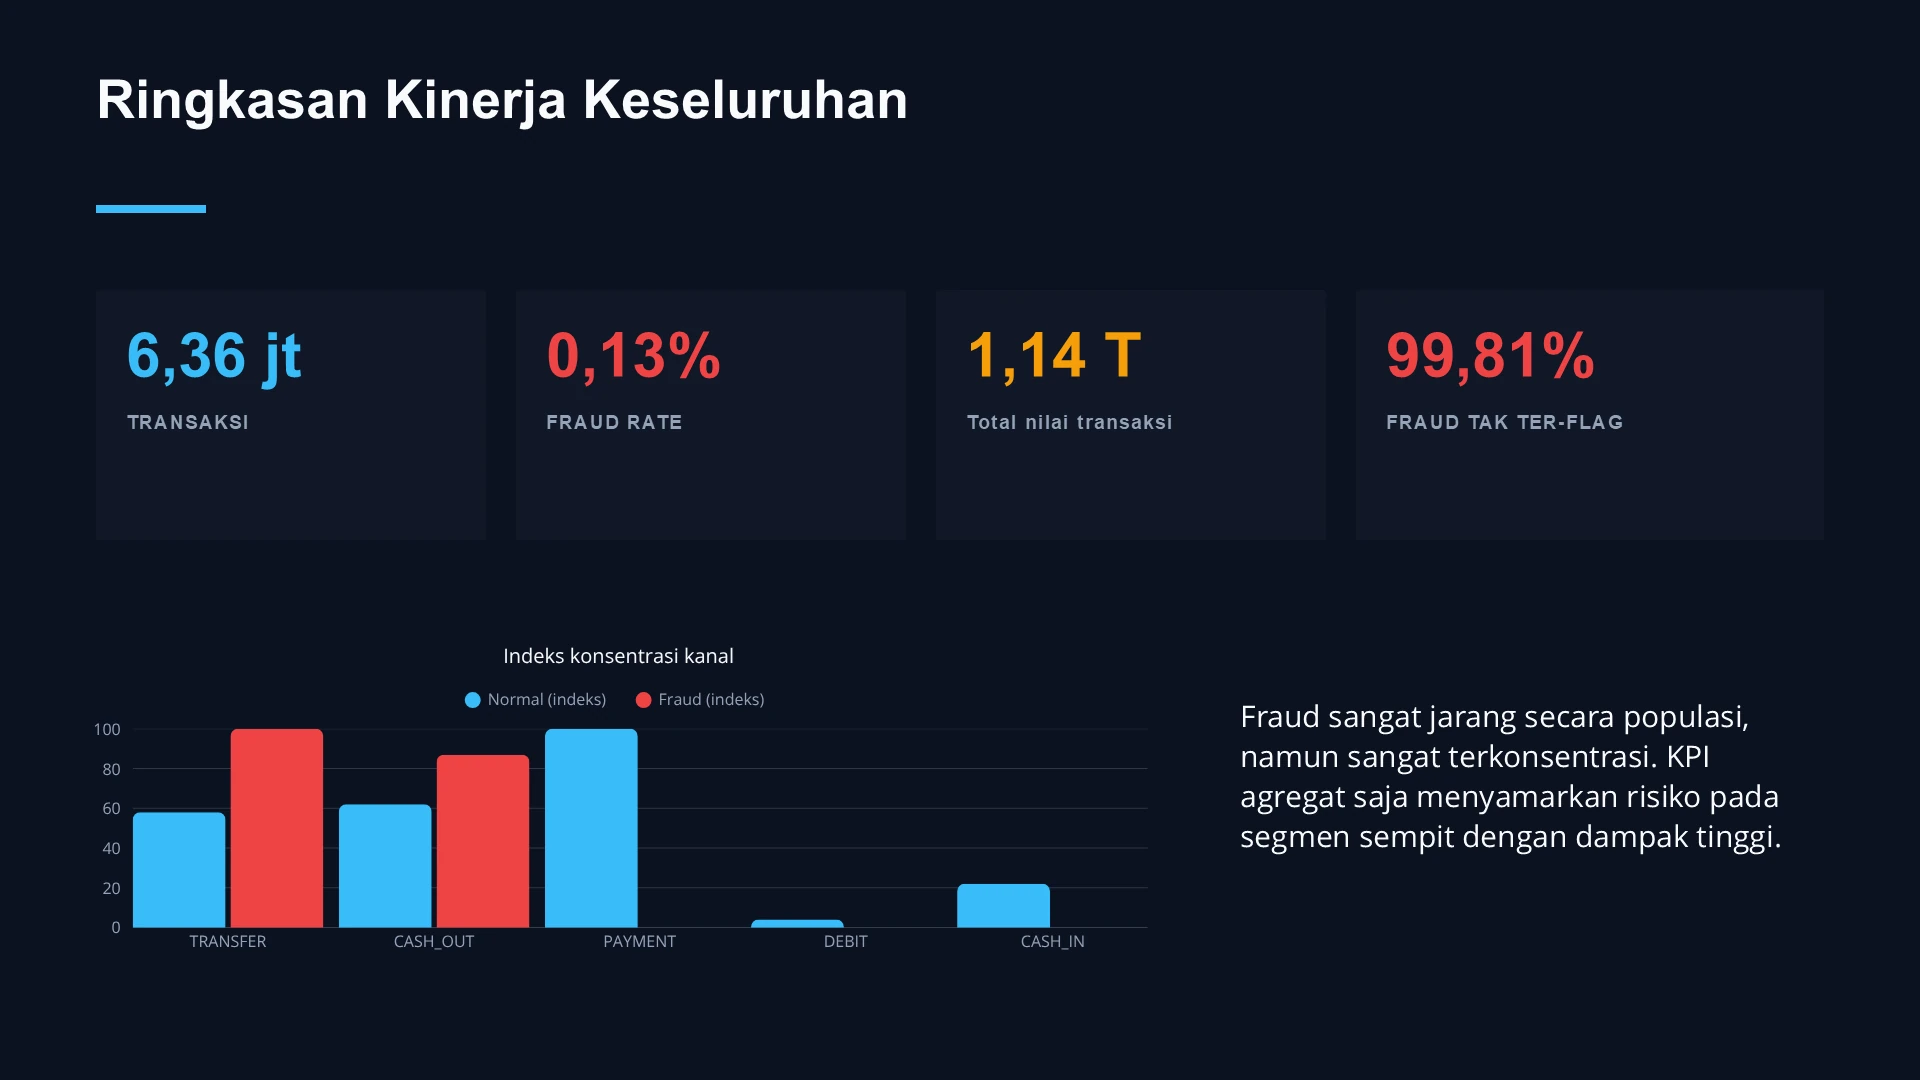 Ringkasan Kinerja Keseluruhan
6,36 jt
TRANSAKSI
0,13%
FRAUD RATE
1,14 T
Total nilai transaksi
99,81%
FRAUD TAK TER-FLAG
Indeks konsentrasi kanal
Normal (indeks)
Fraud (indeks)
100
80
60
40
20
0
TRANSFER
CASH_OUT
PAYMENT
DEBIT
CASH_IN
Fraud sangat jarang secara populasi,
namun sangat terkonsentrasi. KPI
agregat saja menyamarkan risiko pada
segmen sempit dengan dampak tinggi.